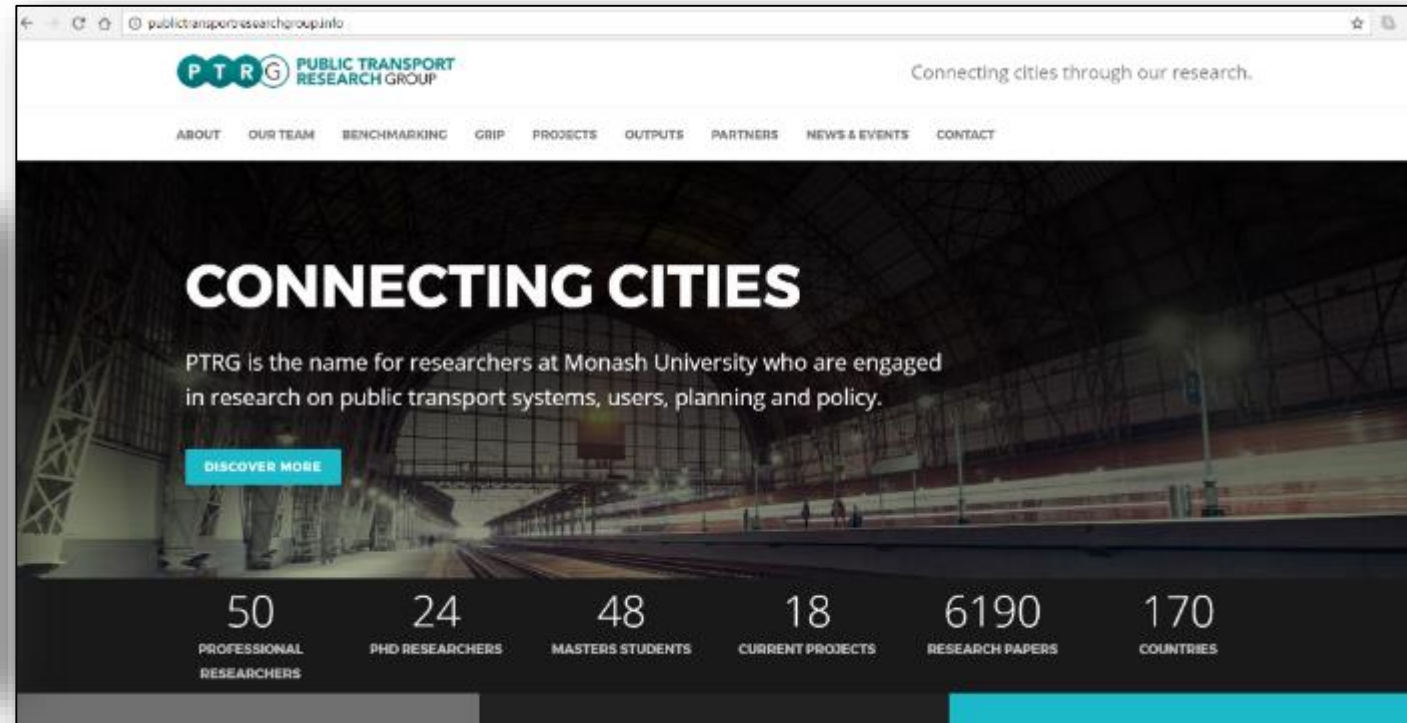 publictransportresearchgroup.info
PTRG PUBLIC TRANSPORT
RESEARCH GROUP
Connecting cities through our research.
ABOUT OUR TEAM BENCHMARKING GRIP PROJECTS OUTPUTS PARTNERS NEWS & EVENTS CONTACT
CONNECTING CITIES
PTRG is the name for researchers at Monash University who are engaged
in research on public transport systems, users, planning and policy.
DISCOVER MORE
50 24 48 18 6190 170
PROFESSIONAL PHD RESEARCHERS MASTERS STUDENTS CURRENT PROJECTS RESEARCH PAPERS COUNTRIES
RESEARCHERS